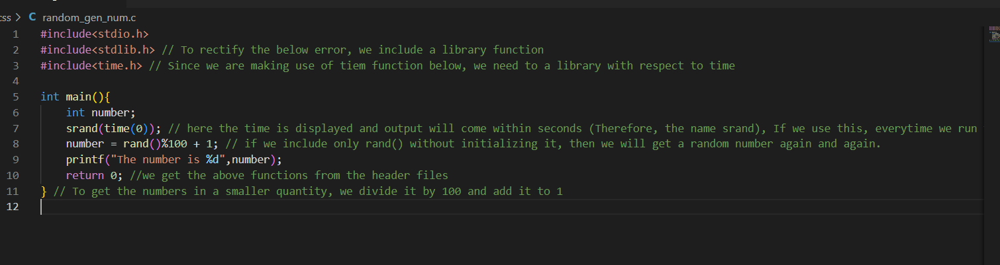 css > C random_gen_num.c
1 #include<stdio.h>
2 #include<stdlib.h> // To rectify the below error, we include a library function
3 #include<time.h> // Since we are making use of tiem function below, we need to a library with respect to time
4
5 int main(){
6 int number;
7 srand(time(0)); // here the time is displayed and output will come within seconds (Therefore, the name srand), If we use this, everytime we run
8 number = rand()%100 + 1; // if we include only rand() without initializing it, then we will get a random number again and again.
9 printf("The number is %d",number);
10 return 0; //we get the above functions from the header files
11 } // To get the numbers in a smaller quantity, we divide it by 100 and add it to 1
12